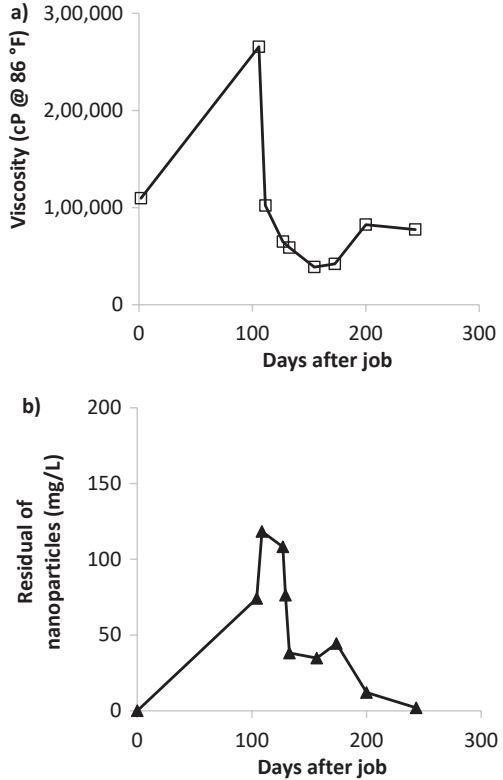 a)
3,00,000
2,00,000
1,00,000
0
Viscosity (cP @ 86 °F)
0
100
200
300
Days after job
b)
200
150
100
50
0
Residual of
nanoparticles (mg/L)
0
100
200
300
Days after job